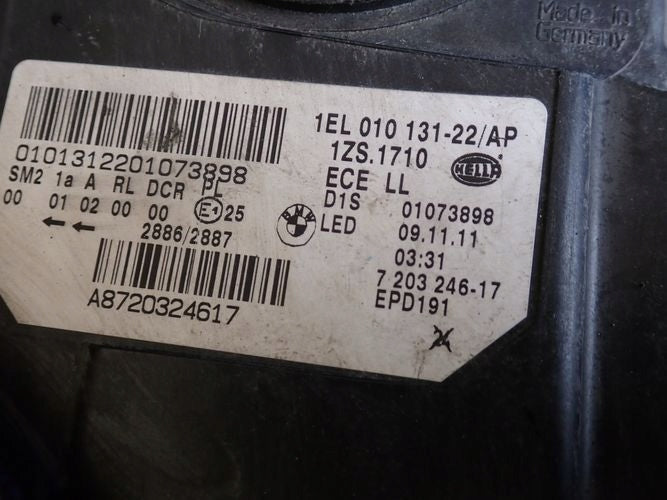 Made in
Germany
0101312201073898
SM2 1a A RL DCR PL
00 01 02 00 00 E1 25
2886/2887
A8720324617
1EL 010 131-22/AP
1ZS.1710
HELLA
ECE LL
D1S 01073898
BMW
LED 09.11.11
03:31
7 203 246-17
EPD191